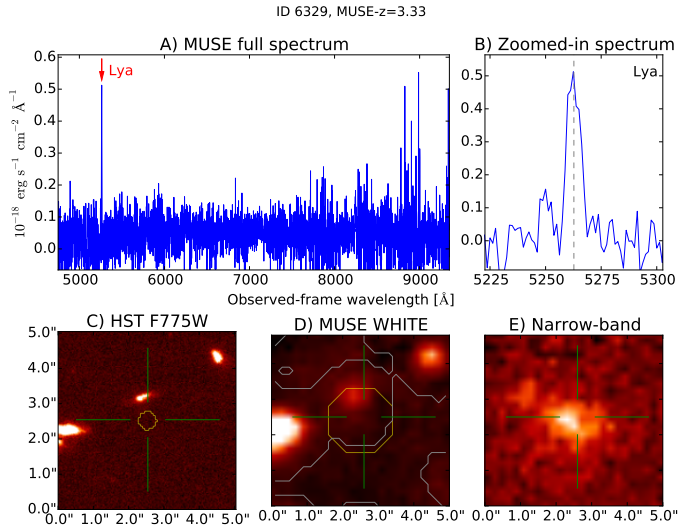 ID 6329, MUSE-z=3.33
A) MUSE full spectrum
B) Zoomed-in spectrum
Lya
Lya
10⁻¹⁸ erg s⁻¹ cm⁻² Å⁻¹
0.6
0.5
0.4
0.3
0.2
0.1
0.0
5000 6000 7000 8000 9000
0.5
0.4
0.3
0.2
0.1
0.0
5225 5250 5275 5300
Observed-frame wavelength [Å]
C) HST F775W
D) MUSE WHITE
E) Narrow-band
5.0"
4.0"
3.0"
2.0"
1.0"
0.0"
0.0" 1.0" 2.0" 3.0" 4.0" 5.0"
0.0" 1.0" 2.0" 3.0" 4.0" 5.0"
0.0" 1.0" 2.0" 3.0" 4.0" 5.0"